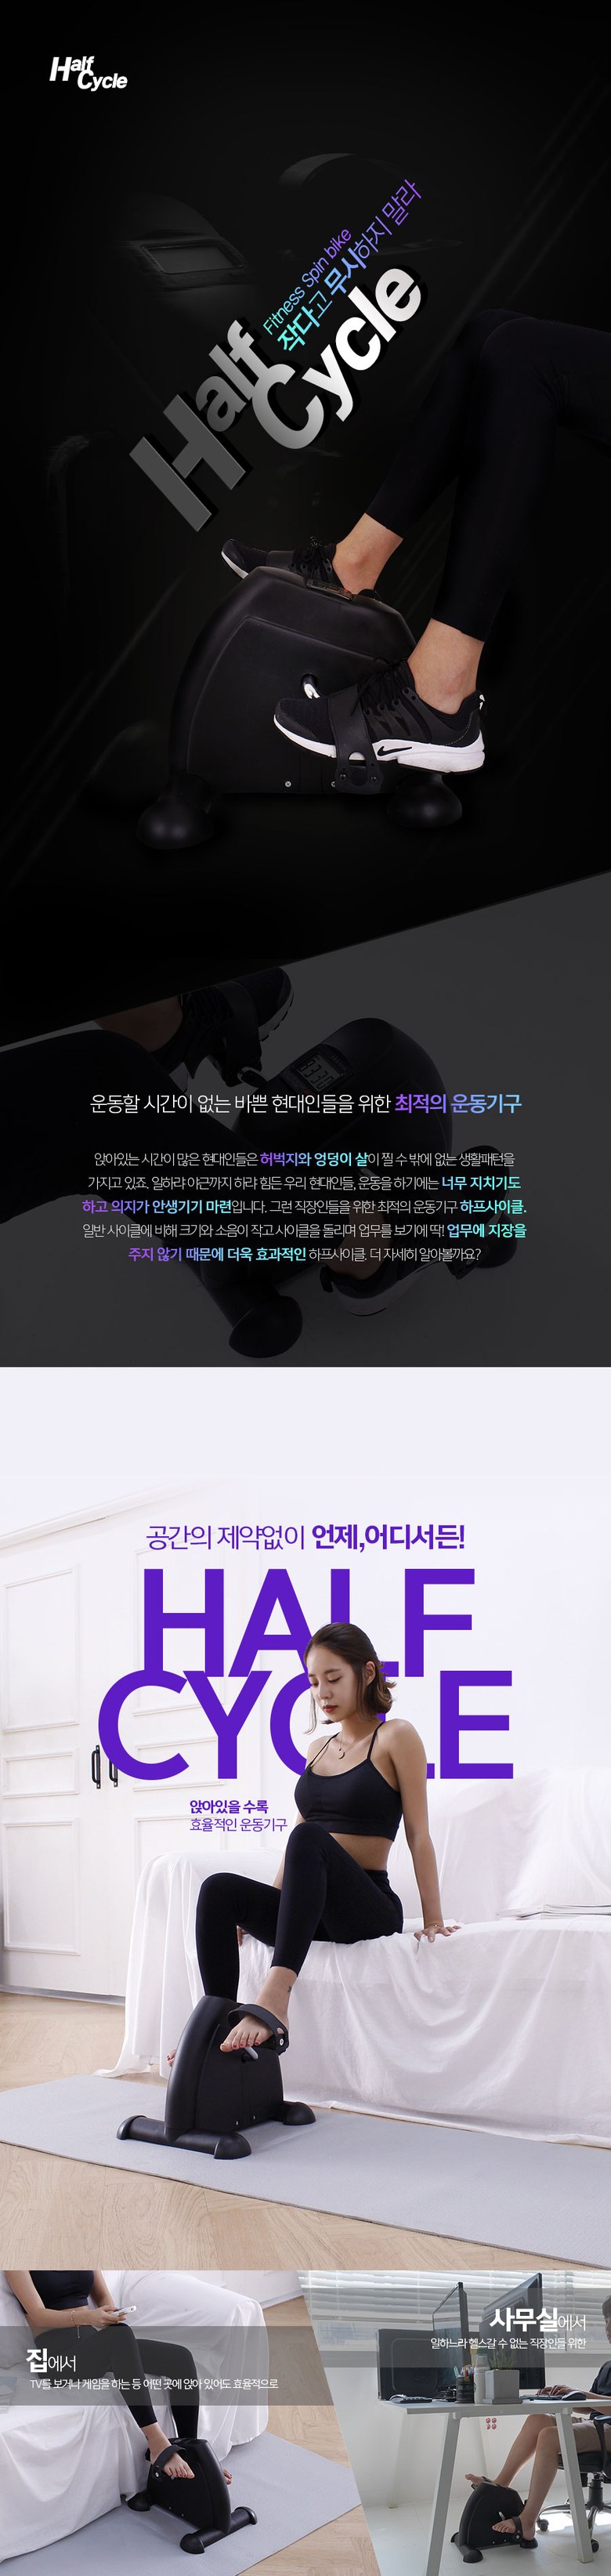 Half
Cycle
Fitness Spin bike
작다고 무시하지 말라
Half
Cycle
운동할 시간이 없는 바쁜 현대인들을 위한 최적의 운동기구
앉아있는 시간이 많은 현대인들은 허벅지와 엉덩이 살이 찔 수 밖에 없는 생활패턴을
가지고 있죠. 일하랴 야근까지 하랴 힘든 우리 현대인들, 운동을 하기에는 너무 지치기도
하고 의지가 안생기기 마련입니다. 그런 직장인들을 위한 최적의 운동기구 하프사이클.
일반 사이클에 비해 크기와 소음이 작고 사이클을 돌리며 업무를 보기에 딱! 업무에 지장을
주지 않기 때문에 더욱 효과적인 하프사이클. 더 자세히 알아볼까요?
공간의 제약없이 언제,어디서든!
HALF
CYCLE
앉아있을 수록
효율적인 운동기구
사무실에서
일하느라 헬스갈 수 없는 직장인들 위한
집에서
TV를 보거나 게임을 하는 등 어떤 곳에 앉아 있어도 효율적으로